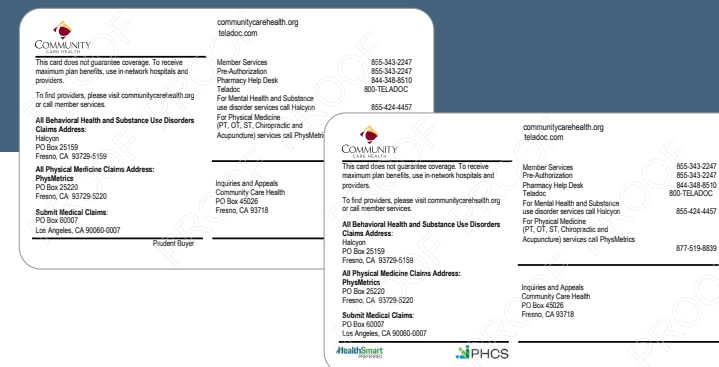 COMMUNITY
CARE HEALTH
This card does not guarantee coverage. To receive
maximum plan benefits, use in-network hospitals and
providers.
To find providers, please visit communitycarehealth.org
or call member services.
All Behavioral Health and Substance Use Disorders
Claims Address:
Halcyon
PO Box 25159
Fresno, CA 93729-5159
All Physical Medicine Claims Address:
PhysMetrics
PO Box 25220
Fresno, CA 93729-5220
Submit Medical Claims:
PO Box 60007
Los Angeles, CA 90060-0007
Prudent Buyer
communitycarehealth.org
teladoc.com
Member Services 855-343-2247
Pre-Authorization 855-343-2247
Pharmacy Help Desk 844-348-8510
Teladoc 800-TELADOC
For Mental Health and Substance
use disorder services call Halcyon 855-424-4457
For Physical Medicine
(PT, OT, ST, Chiropractic and
Acupuncture) services call PhysMetri
Inquiries and Appeals
Community Care Health
PO Box 45026
Fresno, CA 93718
PROOF
COMMUNITY
CARE HEALTH
This card does not guarantee coverage. To receive
maximum plan benefits, use in-network hospitals and
providers.
To find providers, please visit communitycarehealth.org
or call member services.
All Behavioral Health and Substance Use Disorders
Claims Address:
Halcyon
PO Box 25159
Fresno, CA 93729-5159
All Physical Medicine Claims Address:
PhysMetrics
PO Box 25220
Fresno, CA 93729-5220
Submit Medical Claims:
PO Box 60007
Los Angeles, CA 90060-0007
HealthSmart
PREFERRED
PHCS
communitycarehealth.org
teladoc.com
Member Services 855-343-2247
Pre-Authorization 855-343-2247
Pharmacy Help Desk 844-348-8510
Teladoc 800-TELADOC
For Mental Health and Substance
use disorder services call Halcyon 855-424-4457
For Physical Medicine
(PT, OT, ST, Chiropractic and
Acupuncture) services call PhysMetrics
877-519-8839
Inquiries and Appeals
Community Care Health
PO Box 45026
Fresno, CA 93718
PROOF